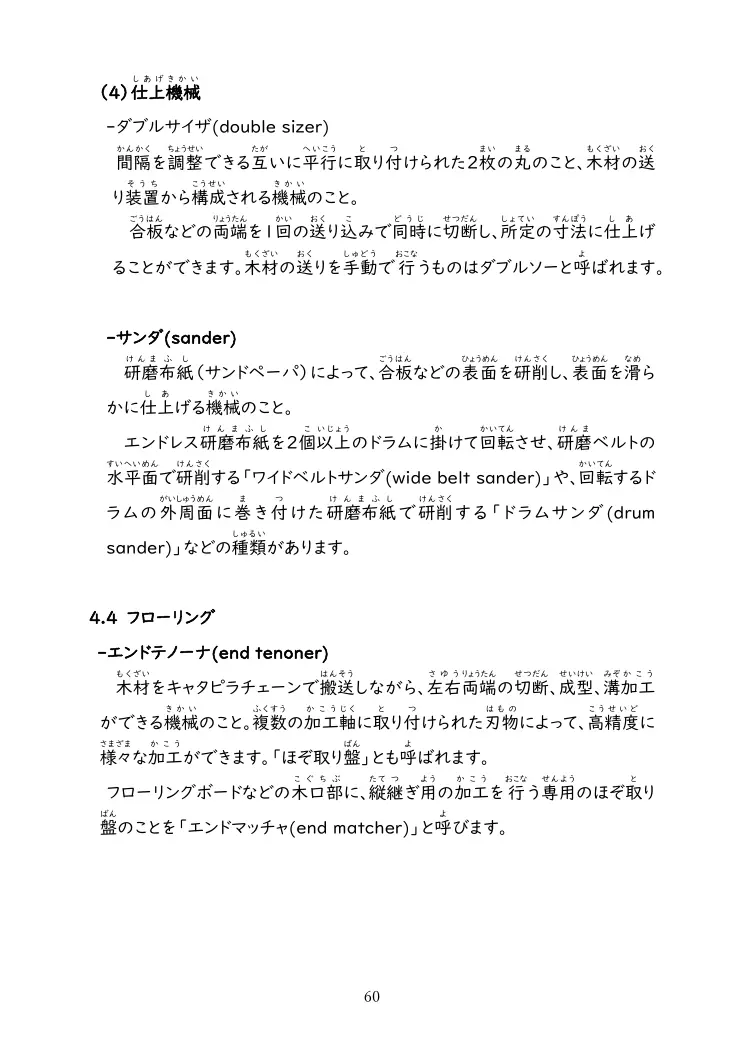 (4)仕上機械
-ダブルサイザ(double sizer)
間隔を調整できる互いに平行に取り付けられた2枚の丸のこと、木材の送
り装置から構成される機械のこと。
合板などの両端を1回の送り込みで同時に切断し、所定の寸法に仕上げ
ることができます。木材の送りを手動で行うものはダブルソーと呼ばれます。
-サンダ(sander)
研磨布紙(サンドペーパ)によって、合板などの表面を研削し、表面を滑ら
かに仕上げる機械のこと。
エンドレス研磨布紙を2個以上のドラムに掛けて回転させ、研磨ベルトの
水平面で研削する「ワイドベルトサンダ(wide belt sander)」や、回転するド
ラムの外周面に巻き付けた研磨布紙で研削する「ドラムサンダ(drum
sander)」などの種類があります。
4.4 フローリング
-エンドテノーナ(end tenoner)
木材をキャタピラチェーンで搬送しながら、左右両端の切断、成型、溝加工
ができる機械のこと。複数の加工軸に取り付けられた刃物によって、高精度に
様々な加工ができます。「ほぞ取り盤」とも呼ばれます。
フローリングボードなどの木口部に、縦継ぎ用の加工を行う専用のほぞ取り
盤のことを「エンドマッチャ(end matcher)」と呼びます。
60